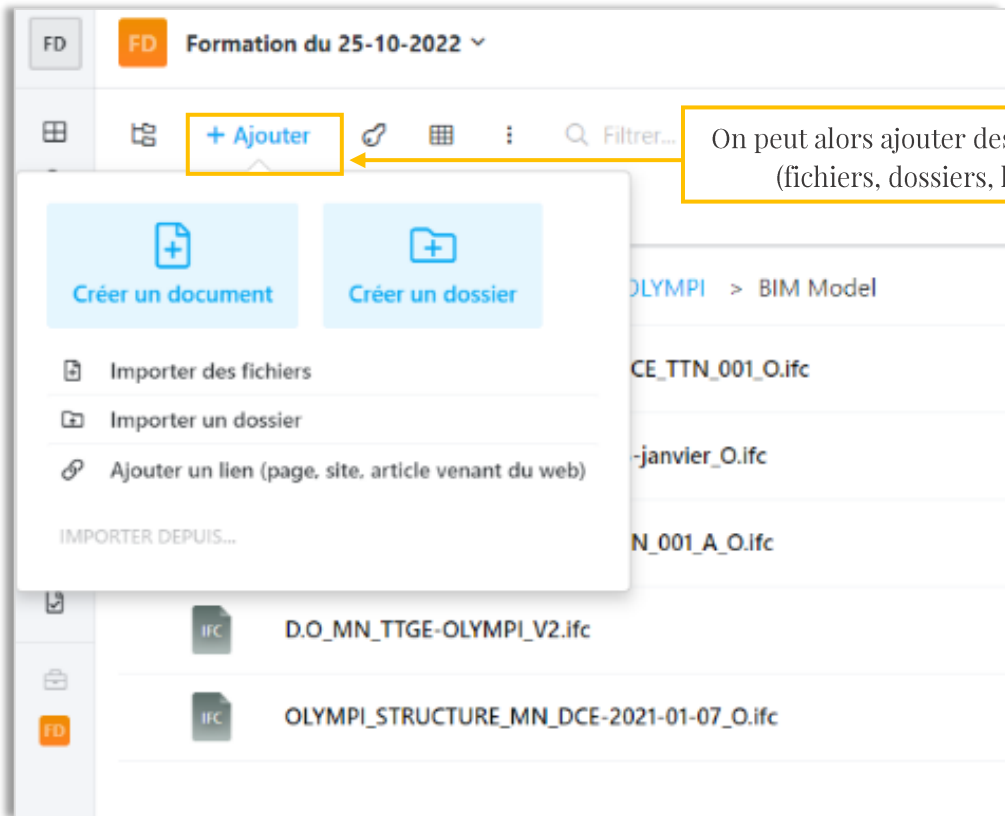 FD
FD Formation du 25-10-2022
+ Ajouter
Filtrer...
On peut alors ajouter des
(fichiers, dossiers,
Créer un document
Créer un dossier
OLYMPI > BIM Model
Importer des fichiers
CE_TTN_001_O.ifc
Importer un dossier
-janvier_O.ifc
Ajouter un lien (page, site, article venant du web)
IMPORTER DEPUIS...
N_001_A_O.ifc
IFC D.O_MN_TTGE-OLYMPI_V2.ifc
IFC OLYMPI_STRUCTURE_MN_DCE-2021-01-07_O.ifc
FD